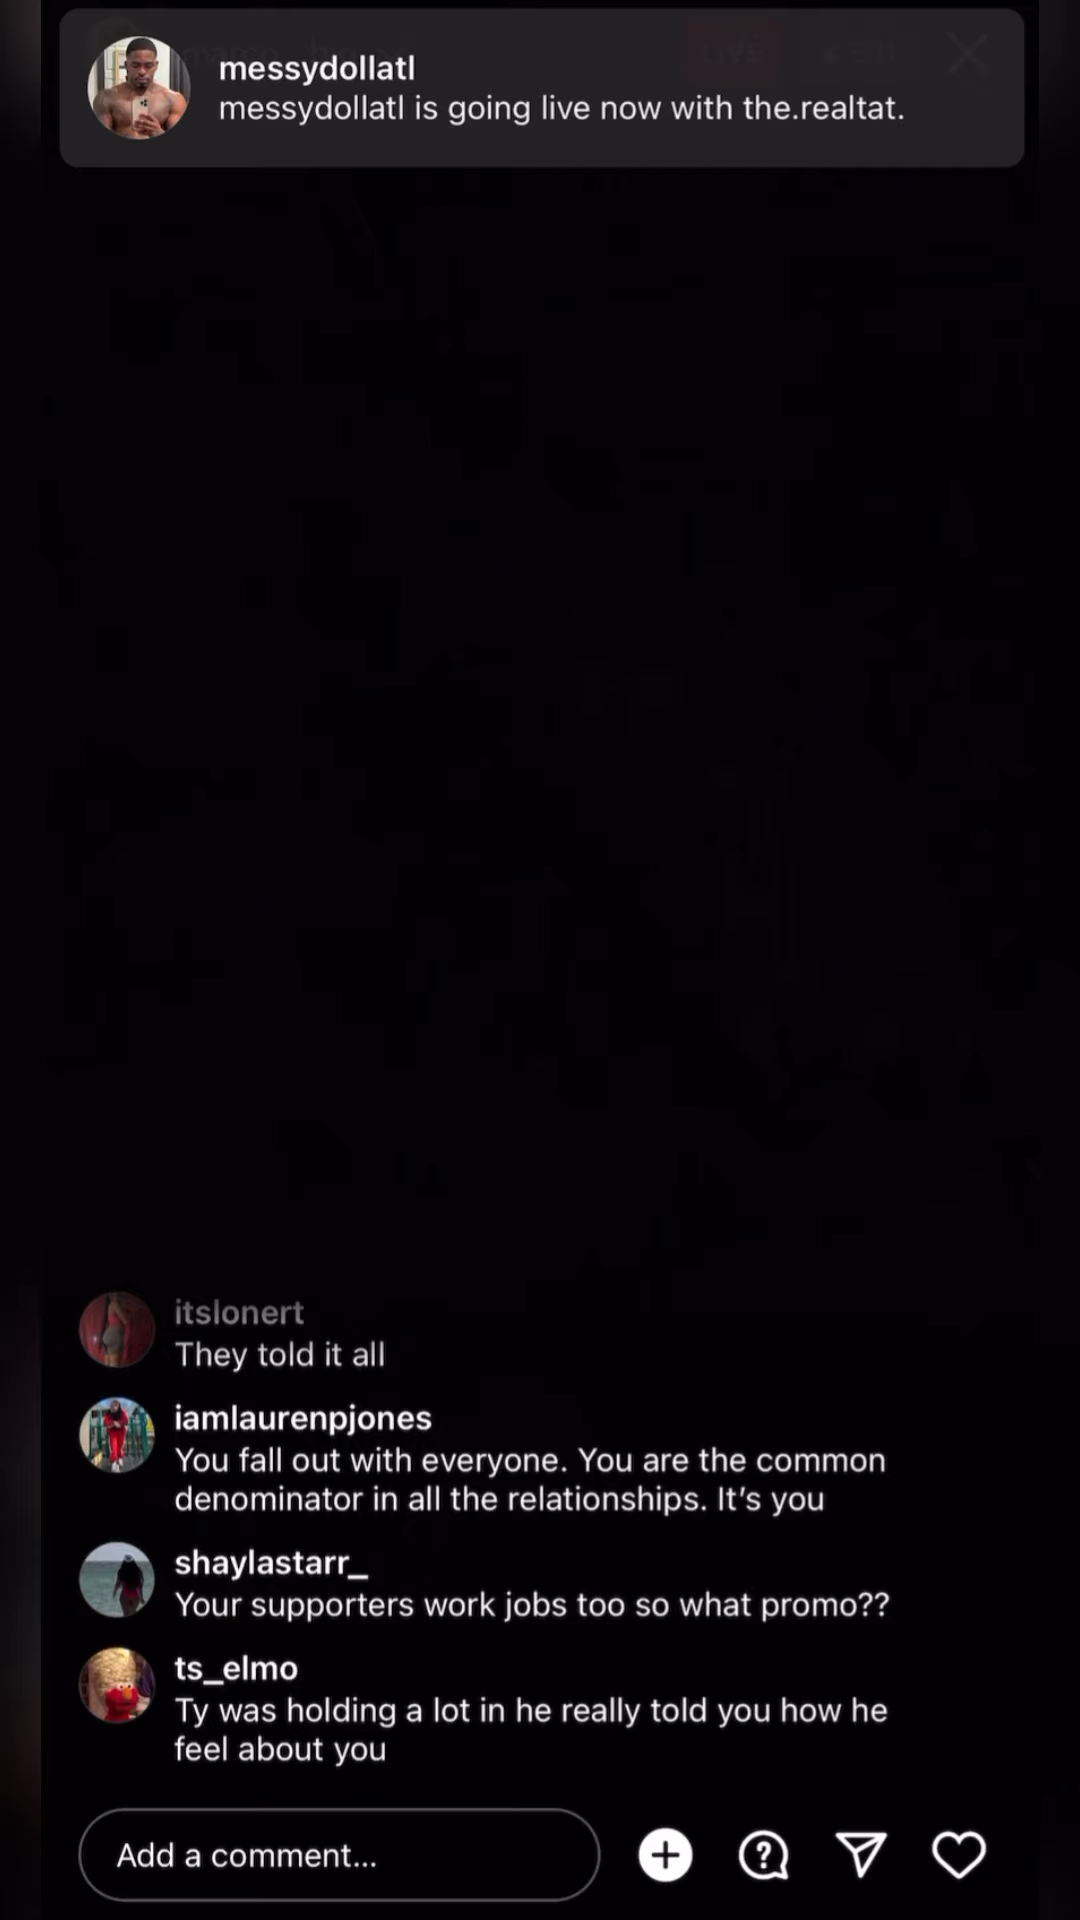 messydollatl
messydollatl is going live now with the.realtat.
LIVE
itslonert
They told it all
iamlaurenpjones
You fall out with everyone. You are the common
denominator in all the relationships. It’s you
shaylastarr_
Your supporters work jobs too so what promo??
ts_elmo
Ty was holding a lot in he really told you how he
feel about you
Add a comment...